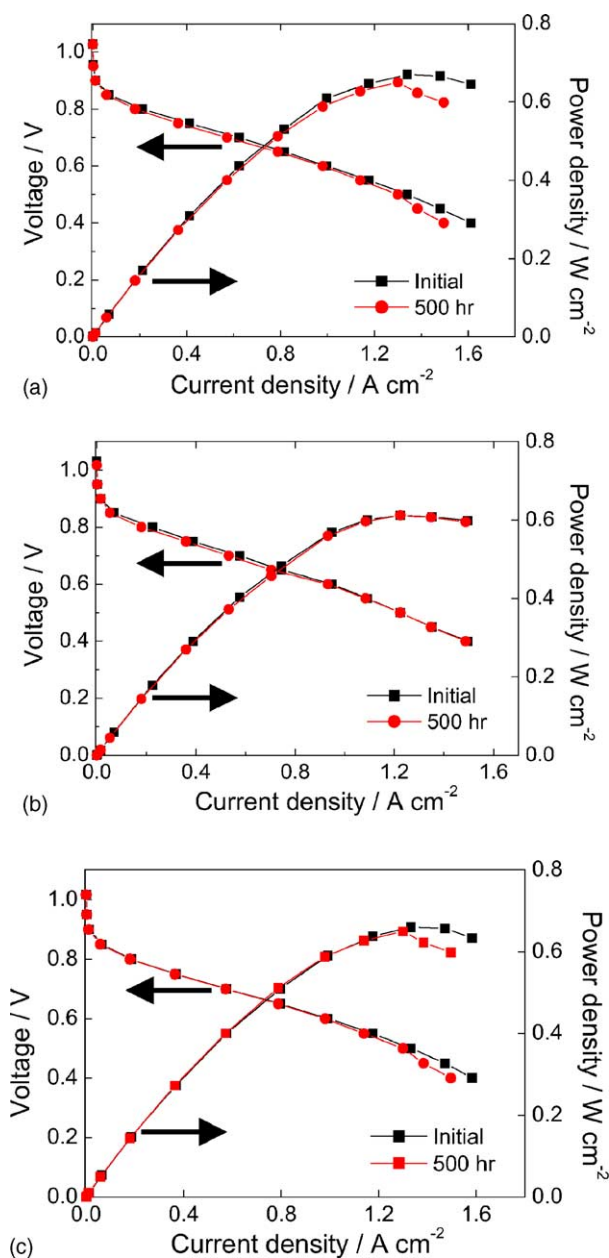 0.8
1.0
0.8
0.6
0.4
0.2
0.0
0.6
0.4
0.2
0.0
Voltage / V
Power density / W cm⁻²
Initial
500 hr
0.0 0.4 0.8 1.2 1.6
(a) Current density / A cm⁻²
0.8
1.0
0.8
0.6
0.4
0.2
0.0
0.6
0.4
0.2
0.0
Voltage / V
Power density / W cm⁻²
Initial
500 hr
0.0 0.4 0.8 1.2 1.6
(b) Current density / A cm⁻²
0.8
1.0
0.8
0.6
0.4
0.2
0.0
0.6
0.4
0.2
0.0
Voltage / V
Power density / W cm⁻²
Initial
500 hr
0.0 0.4 0.8 1.2 1.6
(c) Current density / A cm⁻²